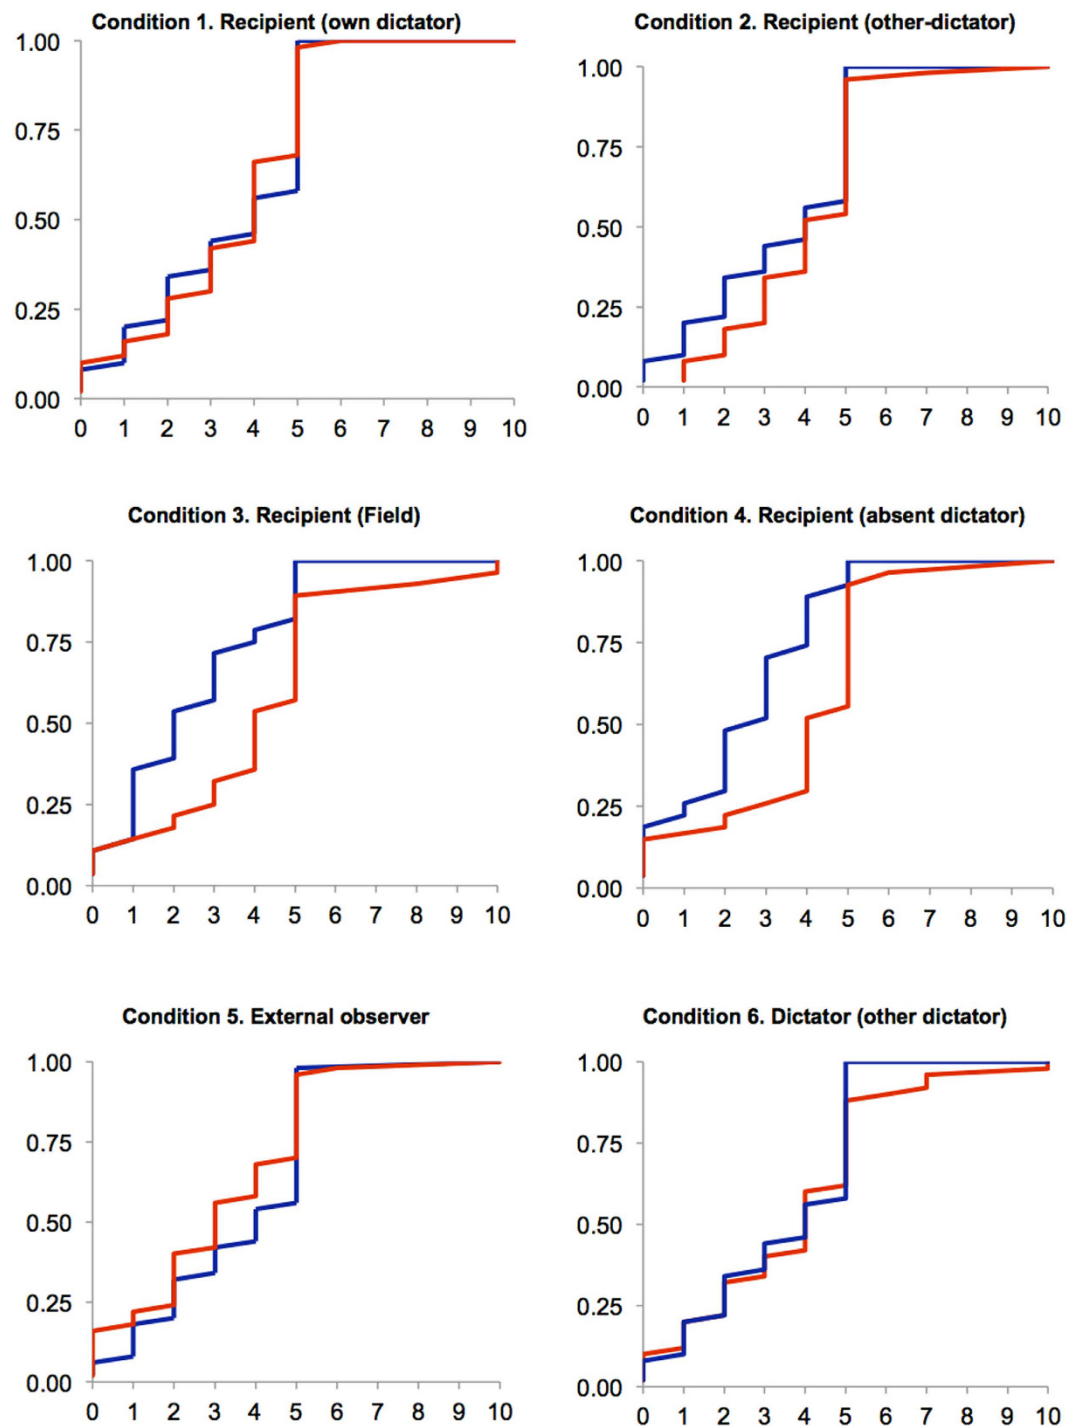 Condition 1. Recipient (own dictator)
1.00
0.75
0.50
0.25
0.00
0 1 2 3 4 5 6 7 8 9 10
Condition 2. Recipient (other-dictator)
1.00
0.75
0.50
0.25
0.00
0 1 2 3 4 5 6 7 8 9 10
Condition 3. Recipient (Field)
1.00
0.75
0.50
0.25
0.00
0 1 2 3 4 5 6 7 8 9 10
Condition 4. Recipient (absent dictator)
1.00
0.75
0.50
0.25
0.00
0 1 2 3 4 5 6 7 8 9 10
Condition 5. External observer
1.00
0.75
0.50
0.25
0.00
0 1 2 3 4 5 6 7 8 9 10
Condition 6. Dictator (other dictator)
1.00
0.75
0.50
0.25
0.00
0 1 2 3 4 5 6 7 8 9 10